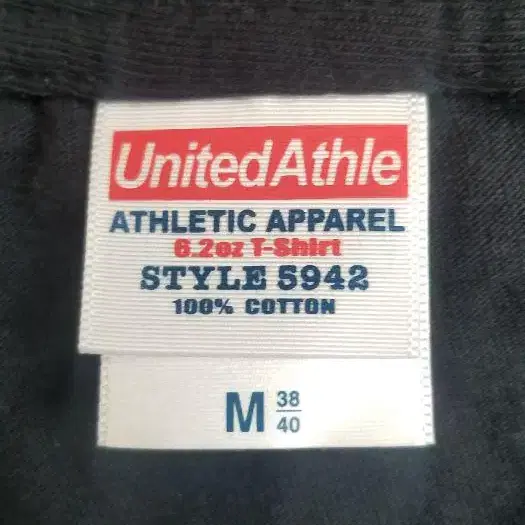 UnitedAthle
ATHLETIC APPAREL
6.2oz T-Shirt
STYLE 5942
100% COTTON
M 38
40